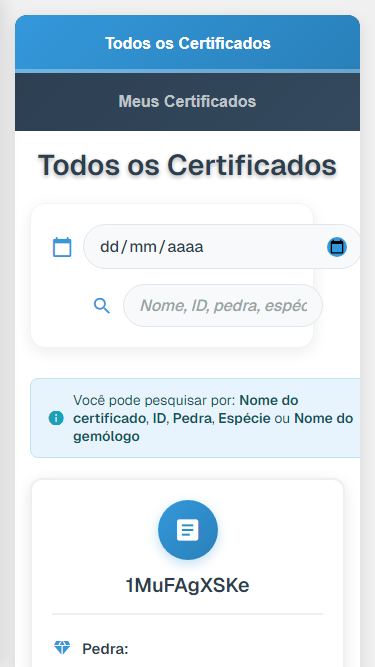 Todos os Certificados
Meus Certificados
Todos os Certificados
dd/mm/aaaa
Nome, ID, pedra, espéc
Você pode pesquisar por: Nome do
certificado, ID, Pedra, Espécie ou Nome do
gemólogo
1MuFAgXSKe
Pedra: